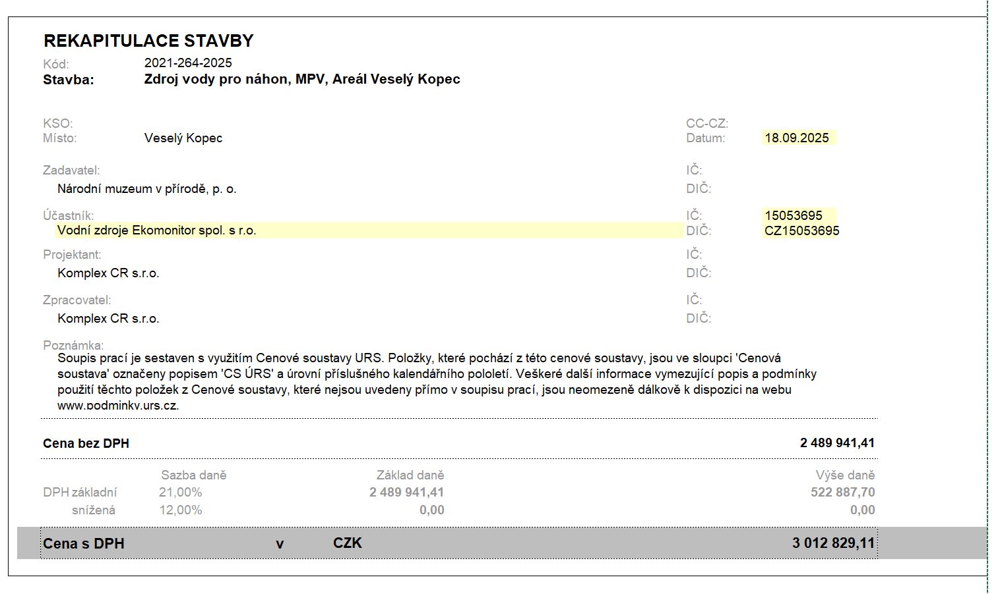 REKAPITULACE STAVBY
Kód: 2021-264-2025
Stavba: Zdroj vody pro náhon, MPV, Areál Veselý Kopec
KSO: CC-CZ:
Místo: Veselý Kopec Datum: 18.09.2025
Zadavatel: IČ:
Národní muzeum v přírodě, p. o. DIČ:
Účastník: IČ: 15053695
Vodní zdroje Ekomonitor spol. s r.o. DIČ: CZ15053695
Projektant: IČ:
Komplex CR s.r.o. DIČ:
Zpracovatel: IČ:
Komplex CR s.r.o. DIČ:
Poznámka:
Soupis prací je sestaven s využitím Cenové soustavy URS. Položky, které pochází z této cenové soustavy, jsou ve sloupci 'Cenová
soustava' označeny popisem 'CS ÚRS' a úrovní příslušného kalendářního pololetí. Veškeré další informace vymezující popis a podmínky
použití těchto položek z Cenové soustavy, které nejsou uvedeny přímo v soupisu prací, jsou neomezeně dálkově k dispozici na webu
www.podminky.urs.cz.
Cena bez DPH 2 489 941,41
Sazba daně Základ daně Výše daně
DPH základní 21,00% 2 489 941,41 522 887,70
snížená 12,00% 0,00 0,00
Cena s DPH v CZK 3 012 829,11